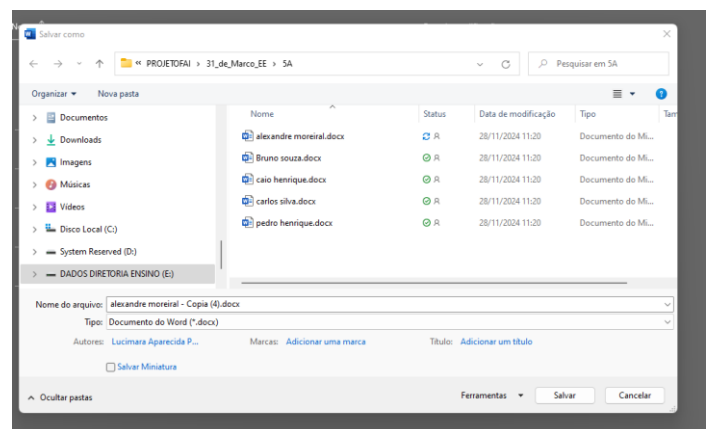 Salvar como
« PROJETOFAI › 31_de_Marco_EE › 5A
Pesquisar em 5A
Organizar
Nova pasta
Nome
Status
Data de modificação
Tipo
Tam
Documentos
Downloads
Imagens
Músicas
Vídeos
Disco Local (C:)
System Reserved (D:)
DADOS DIRETORIA ENSINO (E:)
alexandre moreiral.docx 28/11/2024 11:20 Documento do Mi...
Bruno souza.docx 28/11/2024 11:20 Documento do Mi...
caio henrique.docx 28/11/2024 11:20 Documento do Mi...
carlos silva.docx 28/11/2024 11:20 Documento do Mi...
pedro henrique.docx 28/11/2024 11:20 Documento do Mi...
Nome do arquivo: alexandre moreiral - Copia (4).docx
Tipo: Documento do Word (*.docx)
Autores: Lucimara Aparecida P...
Marcas: Adicionar uma marca
Título: Adicionar um título
Salvar Miniatura
Ocultar pastas
Ferramentas
Salvar
Cancelar